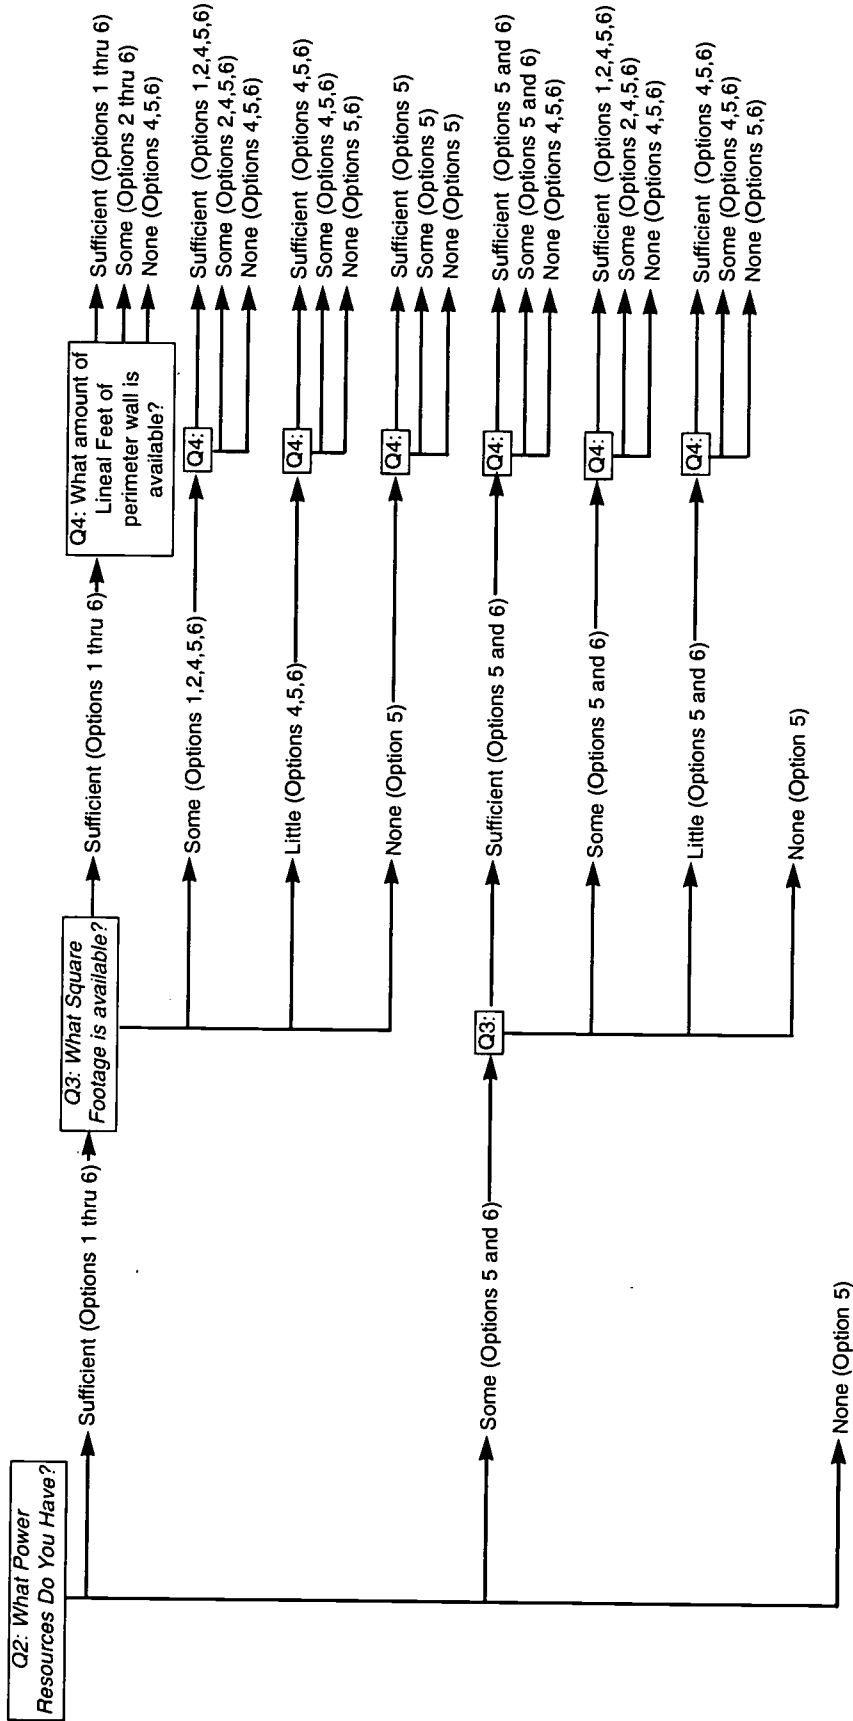 Q2: What Power
Resources Do You Have?
Sufficient (Options 1 thru 6)
Q3: What Square
Footage is available?
Sufficient (Options 1 thru 6)
Q4: What amount of
Lineal Feet of
perimeter wall is
available?
Sufficient (Options 1 thru 6)
Some (Options 2 thru 6)
None (Options 4,5,6)
Some (Options 1,2,4,5,6)
Q4:
Sufficient (Options 1,2,4,5,6)
Some (Options 2,4,5,6)
None (Options 4,5,6)
Little (Options 4,5,6)
Q4:
Sufficient (Options 4,5,6)
Some (Options 4,5,6)
None (Options 5,6)
None (Option 5)
Q4:
Sufficient (Options 5)
Some (Options 5)
None (Options 5)
Some (Options 5 and 6)
Q3:
Sufficient (Options 5 and 6)
Q4:
Sufficient (Options 5 and 6)
Some (Options 5 and 6)
None (Options 4,5,6)
Some (Options 5 and 6)
Q4:
Sufficient (Options 1,2,4,5,6)
Some (Options 2,4,5,6)
None (Options 4,5,6)
Little (Options 5 and 6)
Q4:
Sufficient (Options 4,5,6)
Some (Options 4,5,6)
None (Options 5,6)
None (Option 5)
None (Option 5)